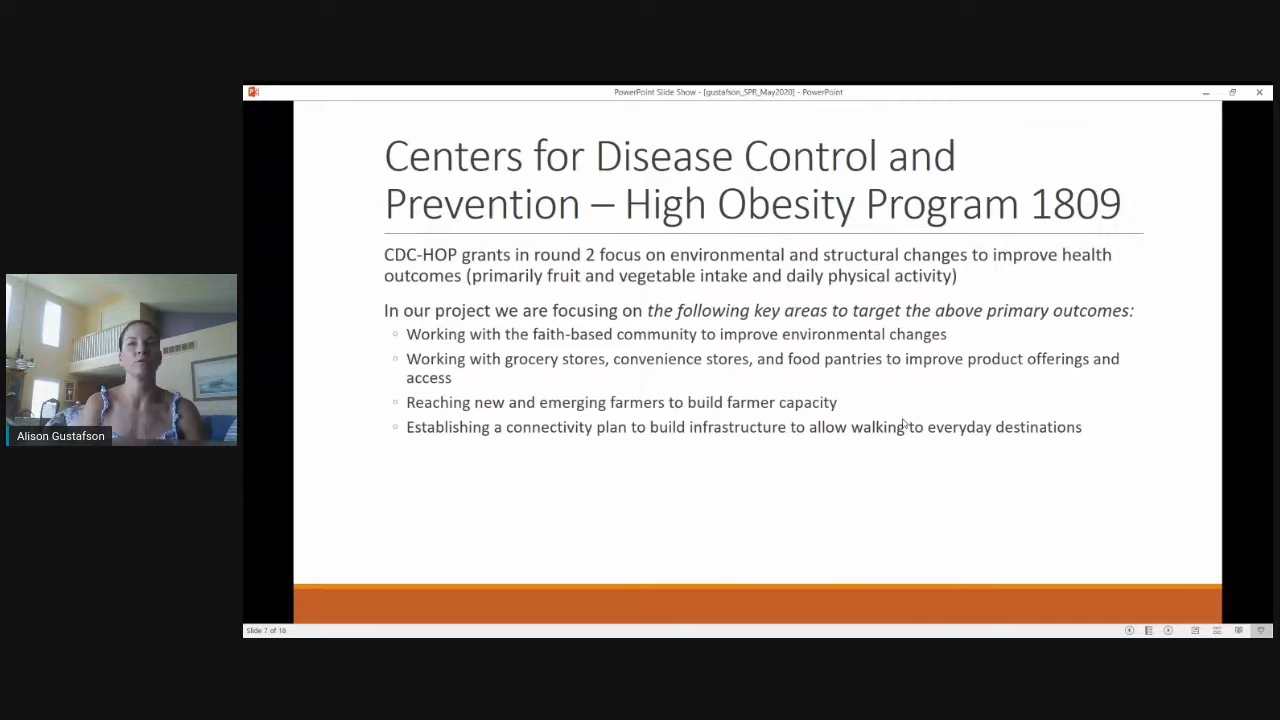 PowerPoint Slide Show - [gustafson_SPR_May2020] - PowerPoint
Centers for Disease Control and
Prevention – High Obesity Program 1809
CDC-HOP grants in round 2 focus on environmental and structural changes to improve health
outcomes (primarily fruit and vegetable intake and daily physical activity)
In our project we are focusing on the following key areas to target the above primary outcomes:
◦ Working with the faith-based community to improve environmental changes
◦ Working with grocery stores, convenience stores, and food pantries to improve product offerings and
access
◦ Reaching new and emerging farmers to build farmer capacity
◦ Establishing a connectivity plan to build infrastructure to allow walking to everyday destinations
Alison Gustafson
Slide 7 of 18